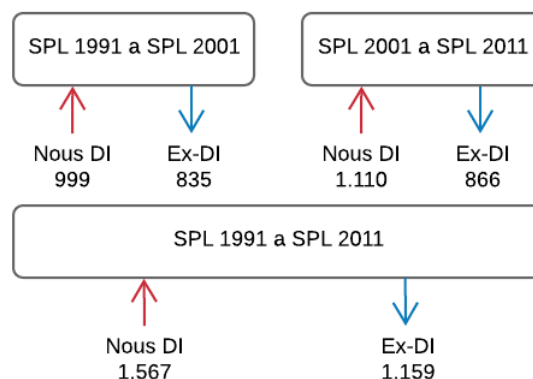 SPL 1991 a SPL 2001
SPL 2001 a SPL 2011
Nous DI
Ex-DI
Nous DI
Ex-DI
999
835
1.110
866
SPL 1991 a SPL 2011
Nous DI
Ex-DI
1.567
1.159